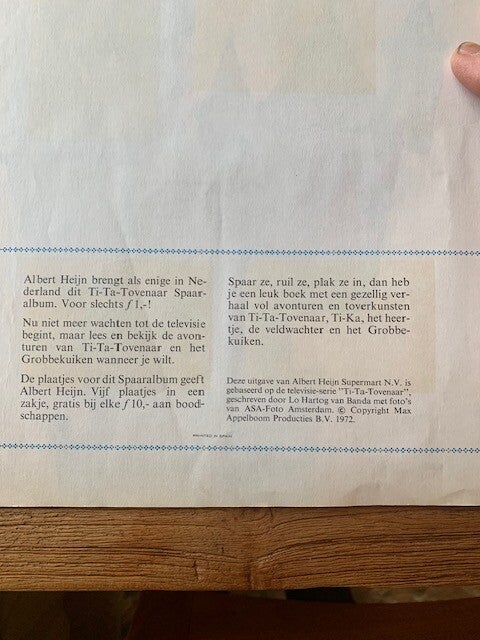 Albert Heijn brengt als enige in Ne-
derland dit Ti-Ta-Tovenaar Spaar-
album. Voor slechts f 1,-!
Nu niet meer wachten tot de televisie
begint, maar lees en bekijk de avon-
turen van Ti-Ta-Tovenaar en het
Grobbekuiken wanneer je wilt.
De plaatjes voor dit Spaaralbum geeft
Albert Heijn. Vijf plaatjes in een
zakje, gratis bij elke f 10,- aan bood-
schappen.
Spaar ze, ruil ze, plak ze in, dan heb
je een leuk boek met een gezellig ver-
haal vol avonturen en toverkunsten
van Ti-Ta-Tovenaar, Ti-Ka, het heer-
tje, de veldwachter en het Grobbe-
kuiken.
Deze uitgave van Albert Heijn Supermart N.V. is
gebaseerd op de televisie-serie "Ti-Ta-Tovenaar",
geschreven door Lo Hartog van Banda met foto's
van ASA-Foto Amsterdam. © Copyright Max
Appelboom Producties B.V. 1972.
PRINTED IN SPAIN